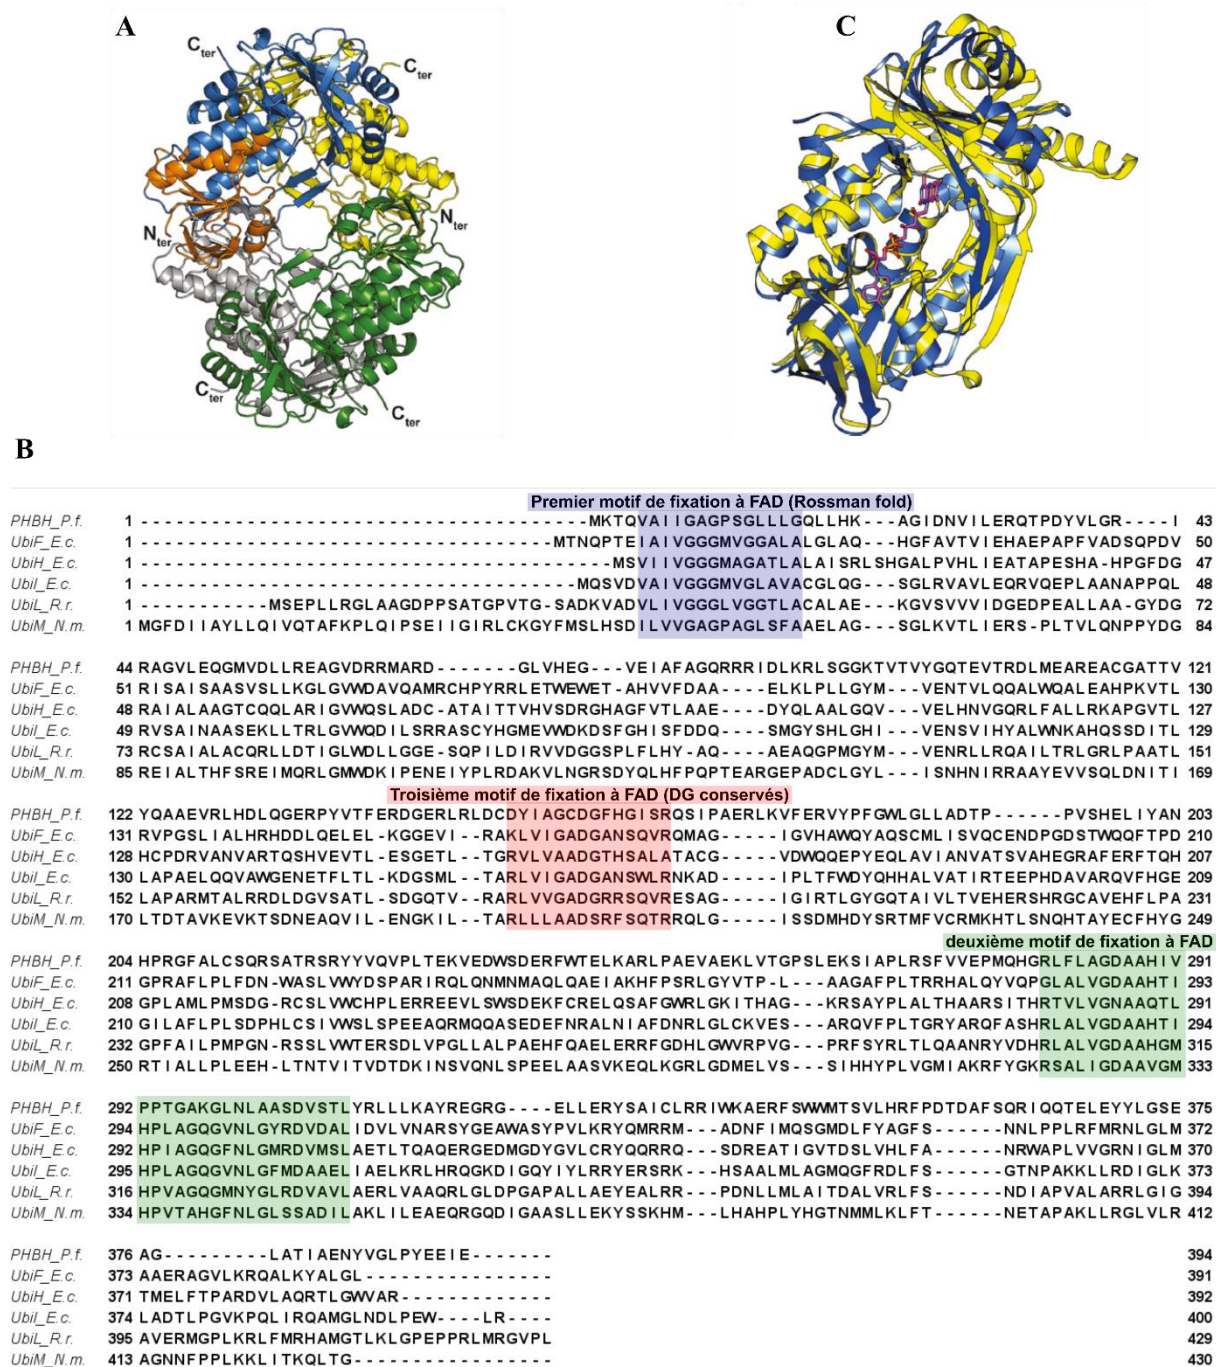 A
C
C ter
C ter
N ter
N ter
C ter
C ter
B
Premier motif de fixation à FAD (Rossman fold)
PHBH_P.f. 1 -----------------------------------MKTQVAIIGAGPSGLLLGQLLHK---AGIDNVILERQTPDYVLGR----I 43
UbiF_E.c. 1 --------------------------------MTNQPTEIAIVGGGMVGGALALGLAQ---HGFAVTVIEHAEPAPFVADSQPDV 50
UbiH_E.c. 1 -------------------------------------MSVIIVGGGMAGATLALAISRLSHGALPVHLIEATAPESHA-HPGFDG 47
UbiI_E.c. 1 ----------------------------------MQSVDVAIVGGGMVGLAVACGLQG---SGLRVAVLEQRVQEPLAANAPPQL 48
UbiL_R.r. 1 ----------MSEPLLRGLAAGDPPSATGPVTG-SADKVADVLIVGGGLVGGTLACALAE---KGVSVVVVIDGEDPEALLAA-GYDG 72
UbiM_N.m. 1 MGFDIIAYLLQIVQTAFKPLQIPSEIIGIRLCKGYFMSLHSDILVVGAGPAGLSFAAELAG---SGLKVTLIERS-PLTVLQNPPYDG 84
PHBH_P.f. 44 RAGVLEQGMVDLLREAGVDRRMARD-------GLVHEG---VEIAFAGQRRRIDLKRLSGGKTVTVYGQTEVTRDLMEAREACGATTV 121
UbiF_E.c. 51 RISAISAASVSLLKGLGVWDAVQAMRCHPYRRLETWEWET-AHVVFDAA----ELKLPLLGYM---VENTVLQQALWQALEAHPKVTL 130
UbiH_E.c. 48 RAIALAAGTCQQLARIGVWQSLADC-ATAITTVHVSDRGHAGFVTLAAE----DYQLAALGQV---VELHNVGQRLFALLRKAPGVTL 127
UbiI_E.c. 49 RVSAINAASEKLLTRLGVWQDILSRRASCYHGMEVWDKDSFGHISFDDQ----SMGYSHLGHI---VENSVIHYALWNKAHQSSDITL 129
UbiL_R.r. 73 RCSAIALACQRLLDTIGLWDLLGGE-SQPILDIRVVDGGSPLFLHY-AQ----AEAQGPMGYM---VENRLLRQAILTRLGRLPAATL 151
UbiM_N.m. 85 REIALTHFSREIMQRLGMWDKIPENEIYPLRDAKVLNGRSDYQLHFPQPTEARGEPADCLGYL---ISNHNIRRAAYEVVSQLDNITI 169
Troisième motif de fixation à FAD (DG conservés)
PHBH_P.f. 122 YQAAEVRLHDLQGERPYVTFERDGERLRLDCDYIAGCDGFHGISRQSIPAERLKVFERVYPFGWLGLLADTP-----PVSHELIYAN 203
UbiF_E.c. 131 RVPGSLIALHRHDDLQELEL-KGGEVI--RAKLVIGADGANSQVRQMAG-----IGVHAWQYAQSCMLISVQCENDPGDSTWQQFTPD 210
UbiH_E.c. 128 HCPDRVANVARTQSHVEVTL-ESGETL--TGRVLVAADGTHSALATACG-----VDWQQEPYEQLAVIANVATSVAHEGRAFERFTQH 207
UbiI_E.c. 130 LAPAELQQVAWGENETFLTL-KDGSML--TARLVIGADGANSWLRNKAD-----IPLTFWDYQHHALVATIRTEEPHDAVARQVFHGE 209
UbiL_R.r. 152 LAPARMTALRRDLDGVSATL-SDGQTV--RARLVVGADGRRSQVRESAG-----IGIRTLGYGQTAIVLTVEHERSHRGCAVEHFLPA 231
UbiM_N.m. 170 LTDTAVKEVKTSDNEAQVIL-ENGKIL--TARLLLAADSRFSQTRRQLG-----ISSDMHDYSRTMFVCRMKHTLSNQHTAYECFHYG 249
deuxième motif de fixation à FAD
PHBH_P.f. 204 HPRGFALCSQRSATRSRYYVQVPLTEKVEDWSDERFWTELKARLPAEVAEKLVTGPSLEKSIAPLRSFVVEPMQHGRLFLAGDAAHIV 291
UbiF_E.c. 211 GPRAFLPLFDN-WASLVWYDSPARIRQLQNMNMAQLQAEIAKHFPSRLGYVTP-L---AAGAFPLTRRHALQYVQPGLALVGDAAHTI 293
UbiH_E.c. 208 GPLAMLPMSDG-RCSLVWCHPLERREEVLSWSDEKFCRELQSAFGWRLGKITHAG---KRSAYPLALTHAARSITHRTVLVGNAAQTL 291
UbiI_E.c. 210 GILAFLPLSDPHLCSIVWSLSPEEAQRMQQASEDEFNRALNIAFDNRLGLCKVES---ARQVFPLTGRYARQFASHRLALVGDAAHTI 294
UbiL_R.r. 232 GPFAILPMPGN-RSSLVWTERSDLVPGLLALPAEHFQAELERRFGDHLGWVRPVG---PRFSYRLTLQAANRYVDHRLALVGDAAHGM 315
UbiM_N.m. 250 RTIALLPLEEH-LTNTVITVDTDKINSVQNLSPEELAASVKEQLKGRLGDMELVS---SIHHYPLVGMIAKRFYGKRSALIGDAAVGM 333
PHBH_P.f. 292 PPTGAKGLNLAASDVSTLYRLLLKAYREGRG----ELLERYSAICLRRIWKAERFSWWMTSVLHRFPDTDAFSQRIQQTELEYYLGSE 375
UbiF_E.c. 294 HPLAGQGVNLGYRDVDALIDVLVNARSYGEAWASYPVLKRYQMRRM---ADNFIMQSGMDLFYAGFS------NNLPPLRFMRNLGLM 372
UbiH_E.c. 292 HPIAGQGFNLGMRDVMSLAETLTQAQERGEDMGDYGVLCRYQQRRQ---SDREATIGVTDSLVHLFA------NRWAPLVVGRNIGLM 370
UbiI_E.c. 295 HPLAGQGVNLGFMDAAELIAELKRLHRQGKDIGQYIYLRRYERSRK---HSAALMLAGMQGFRDLFS------GTNPAKKLLRDIGLK 373
UbiL_R.r. 316 HPVAGQGMNYGLRDVAVLAERLVAAQRLGLDPGAPALLAEYEALRR---PDNLLMLAITDALVRLFS------NDIAPVALARRLGIG 394
UbiM_N.m. 334 HPVTAHGFNLGLSSADILAKLILEAEQRGQDIGAASLLEKYSSKHM---LHAHPLYHGTNMMLKLFT------NETAPAKLLRGLVLR 412
PHBH_P.f. 376 AG---------LATIAENYVGLPYEEIE------- 394
UbiF_E.c. 373 AAERAGVLKRQALKYALGL---------------- 391
UbiH_E.c. 371 TMELFTPARDVLAQRTLGWVAR------------- 392
UbiI_E.c. 374 LADTLPGVKPQLIRQAMGLNDLPEW----LR---- 400
UbiL_R.r. 395 AVERMGPLKRLFMRHAMGTLKLGPEPPRLMRGVPL 429
UbiM_N.m. 413 AGNNFPPLKKLITKQLTG----------------- 430